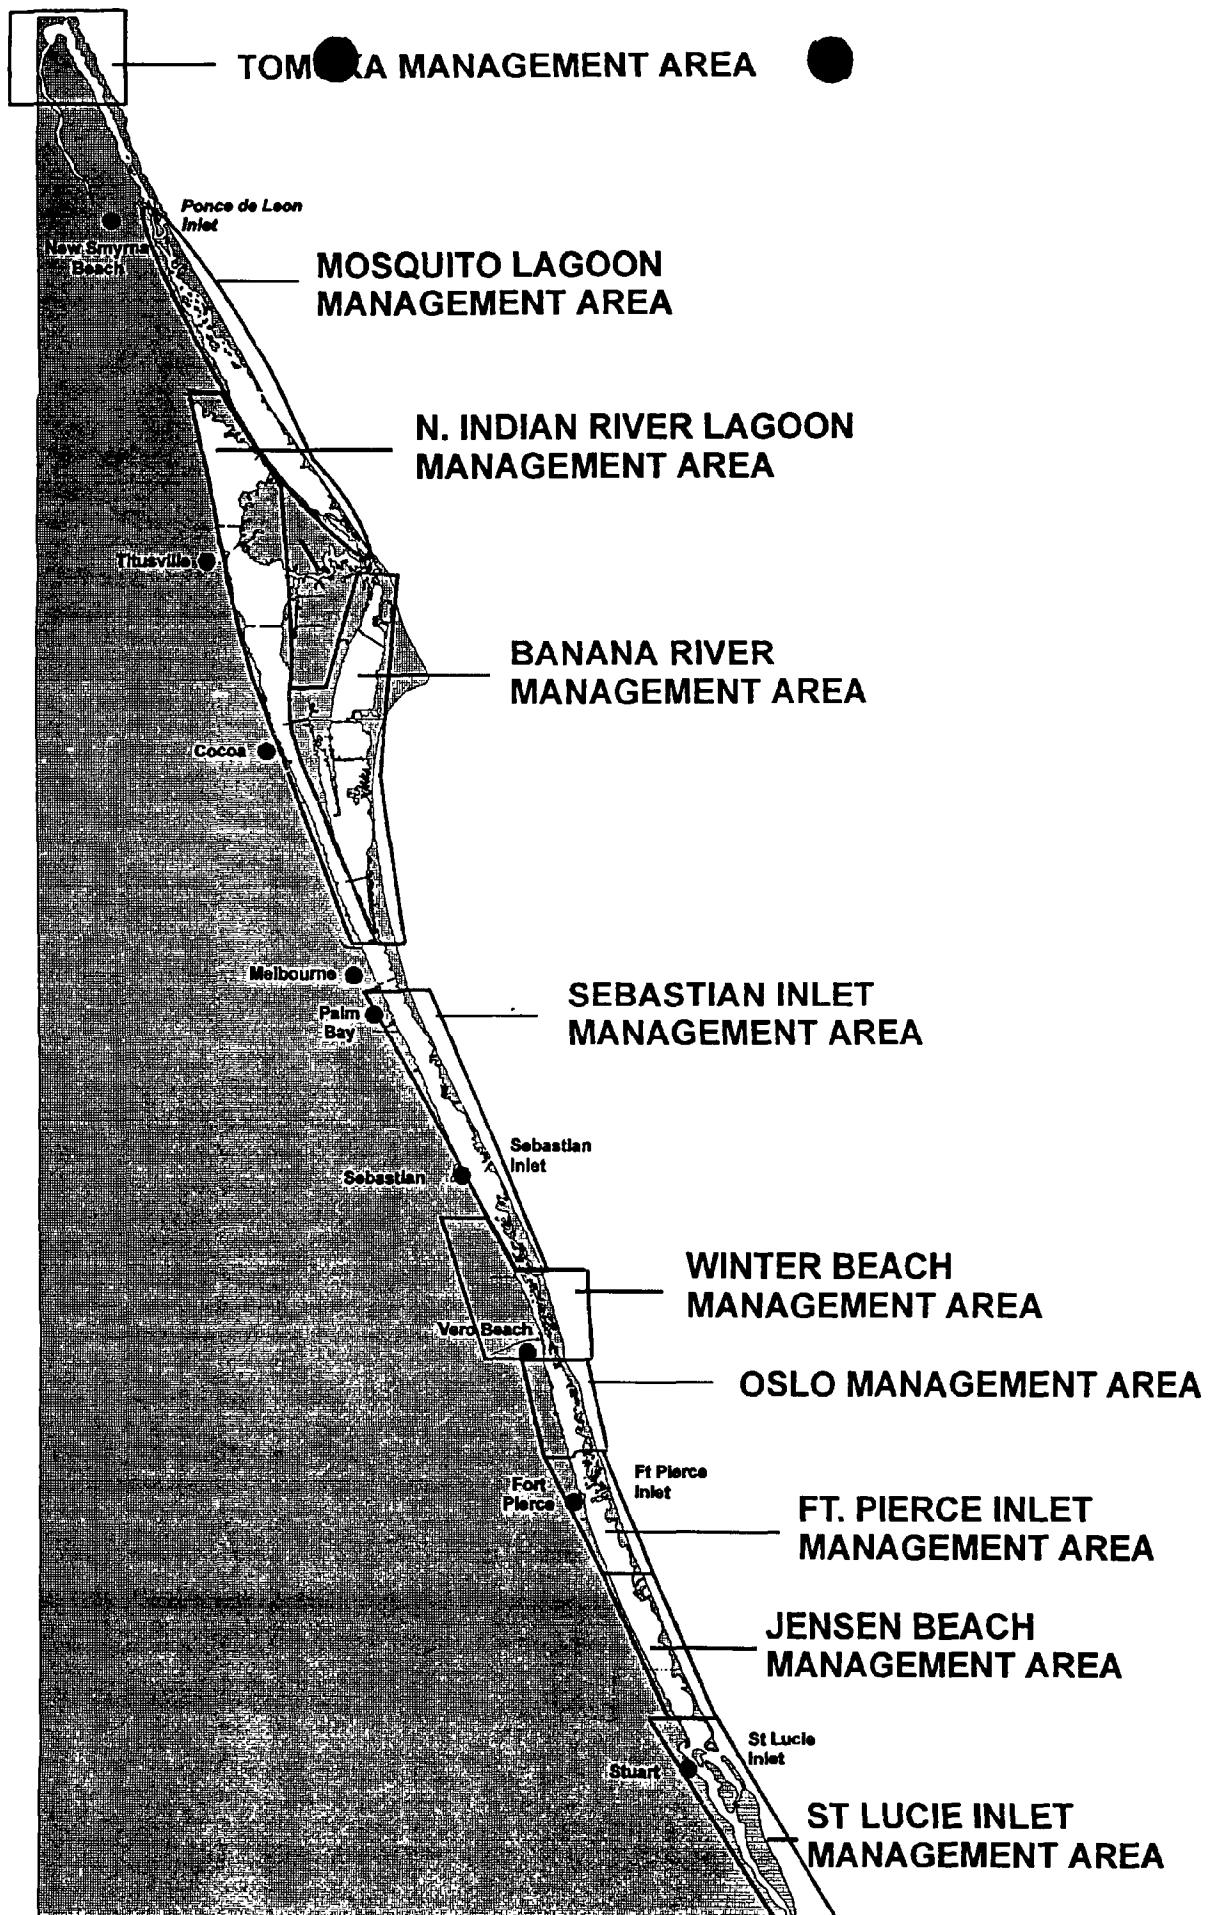 MANAGEMENT AREA
Ponce de Leon
Inlet
New Smyrna
Beach
MOSQUITO LAGOON
MANAGEMENT AREA
N. INDIAN RIVER LAGOON
MANAGEMENT AREA
Titusville
BANANA RIVER
MANAGEMENT AREA
Cocoa
Melbourne
SEBASTIAN INLET
MANAGEMENT AREA
Palm
Bay
Sebastian
Inlet
Sebastian
WINTER BEACH
MANAGEMENT AREA
Vero Beach
OSLO MANAGEMENT AREA
Ft Pierce
Inlet
Fort
Pierce
FT. PIERCE INLET
MANAGEMENT AREA
JENSEN BEACH
MANAGEMENT AREA
St Lucie
Inlet
Stuart
ST LUCIE INLET
MANAGEMENT AREA